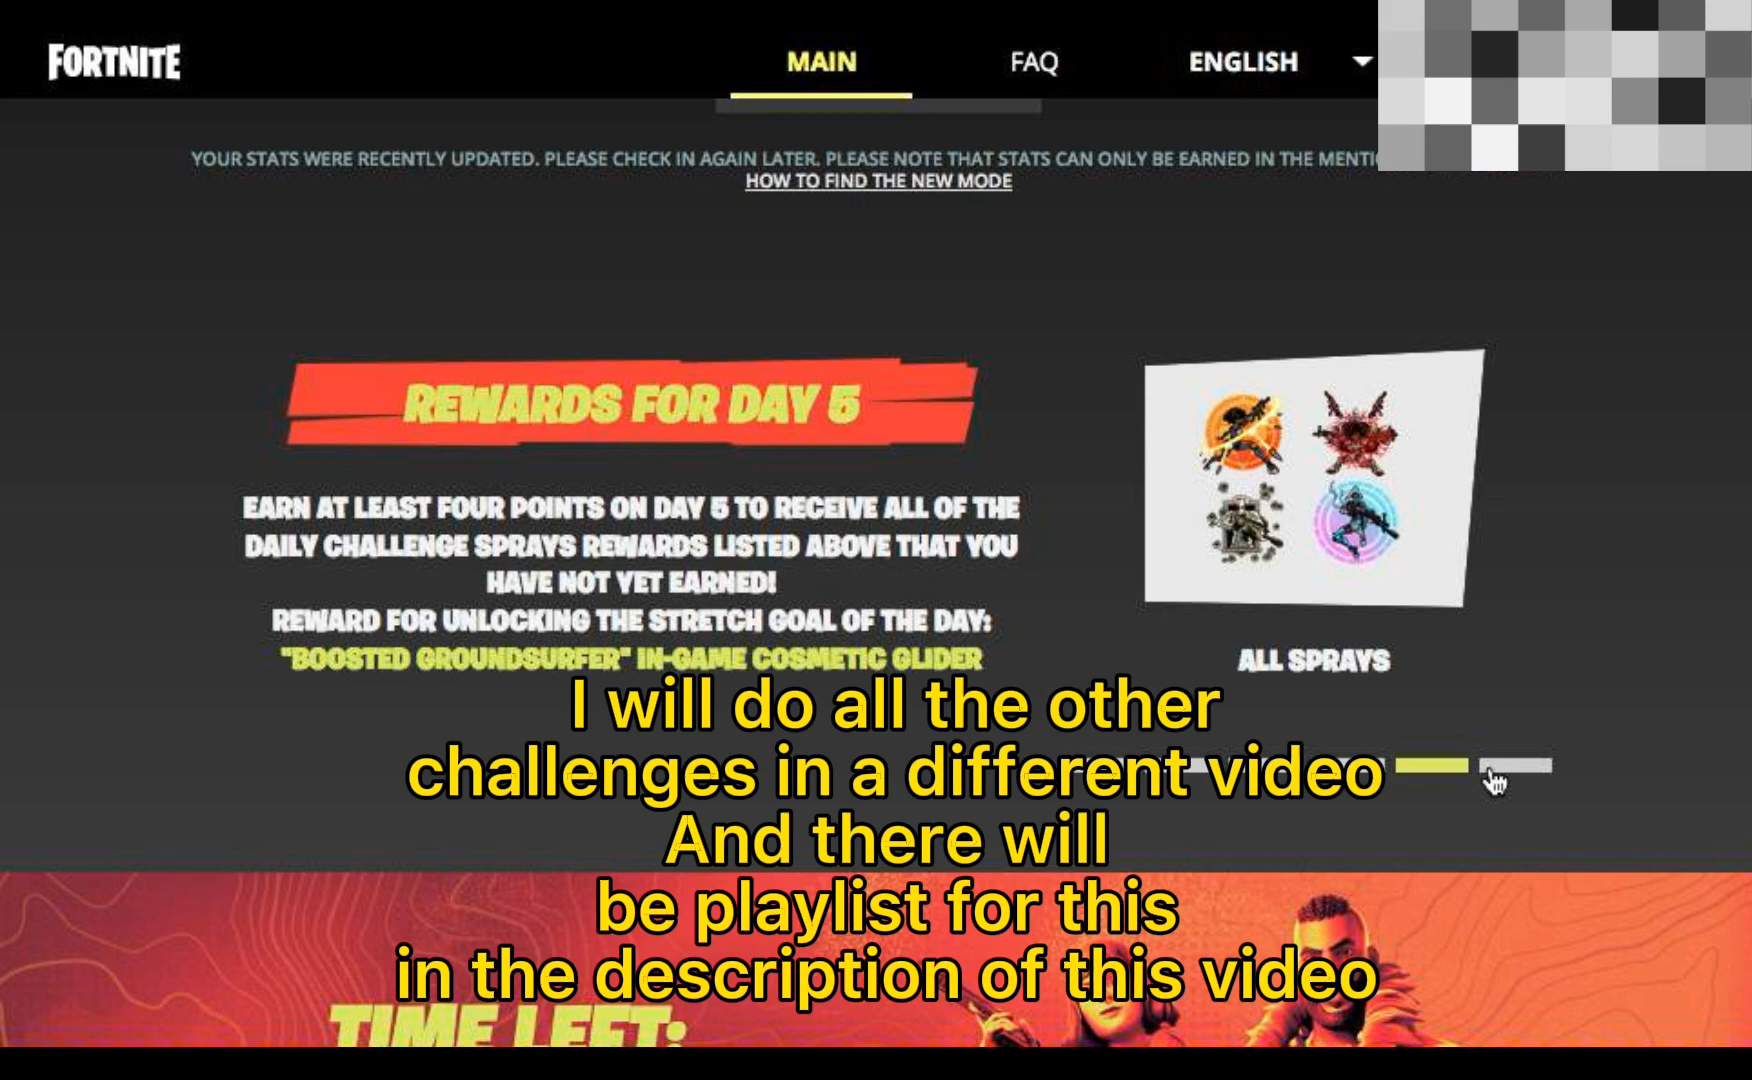 FORTNITE
MAIN
FAQ
ENGLISH
YOUR STATS WERE RECENTLY UPDATED. PLEASE CHECK IN AGAIN LATER. PLEASE NOTE THAT STATS CAN ONLY BE EARNED IN THE
HOW TO FIND THE NEW MODE
REWARDS FOR DAY 5
EARN AT LEAST FOUR POINTS ON DAY 5 TO RECEIVE ALL OF THE
DAILY CHALLENGE SPRAYS REWARDS LISTED ABOVE THAT YOU
HAVE NOT YET EARNED!
REWARD FOR UNLOCKING THE STRETCH GOAL OF THE DAY:
"BOOSTED GROUNDSURFER" IN-GAME COSMETIC GLIDER
ALL SPRAYS
I will do all the other
challenges in a different video
And there will
be playlist for this
in the description of this video
TIME LEFT: